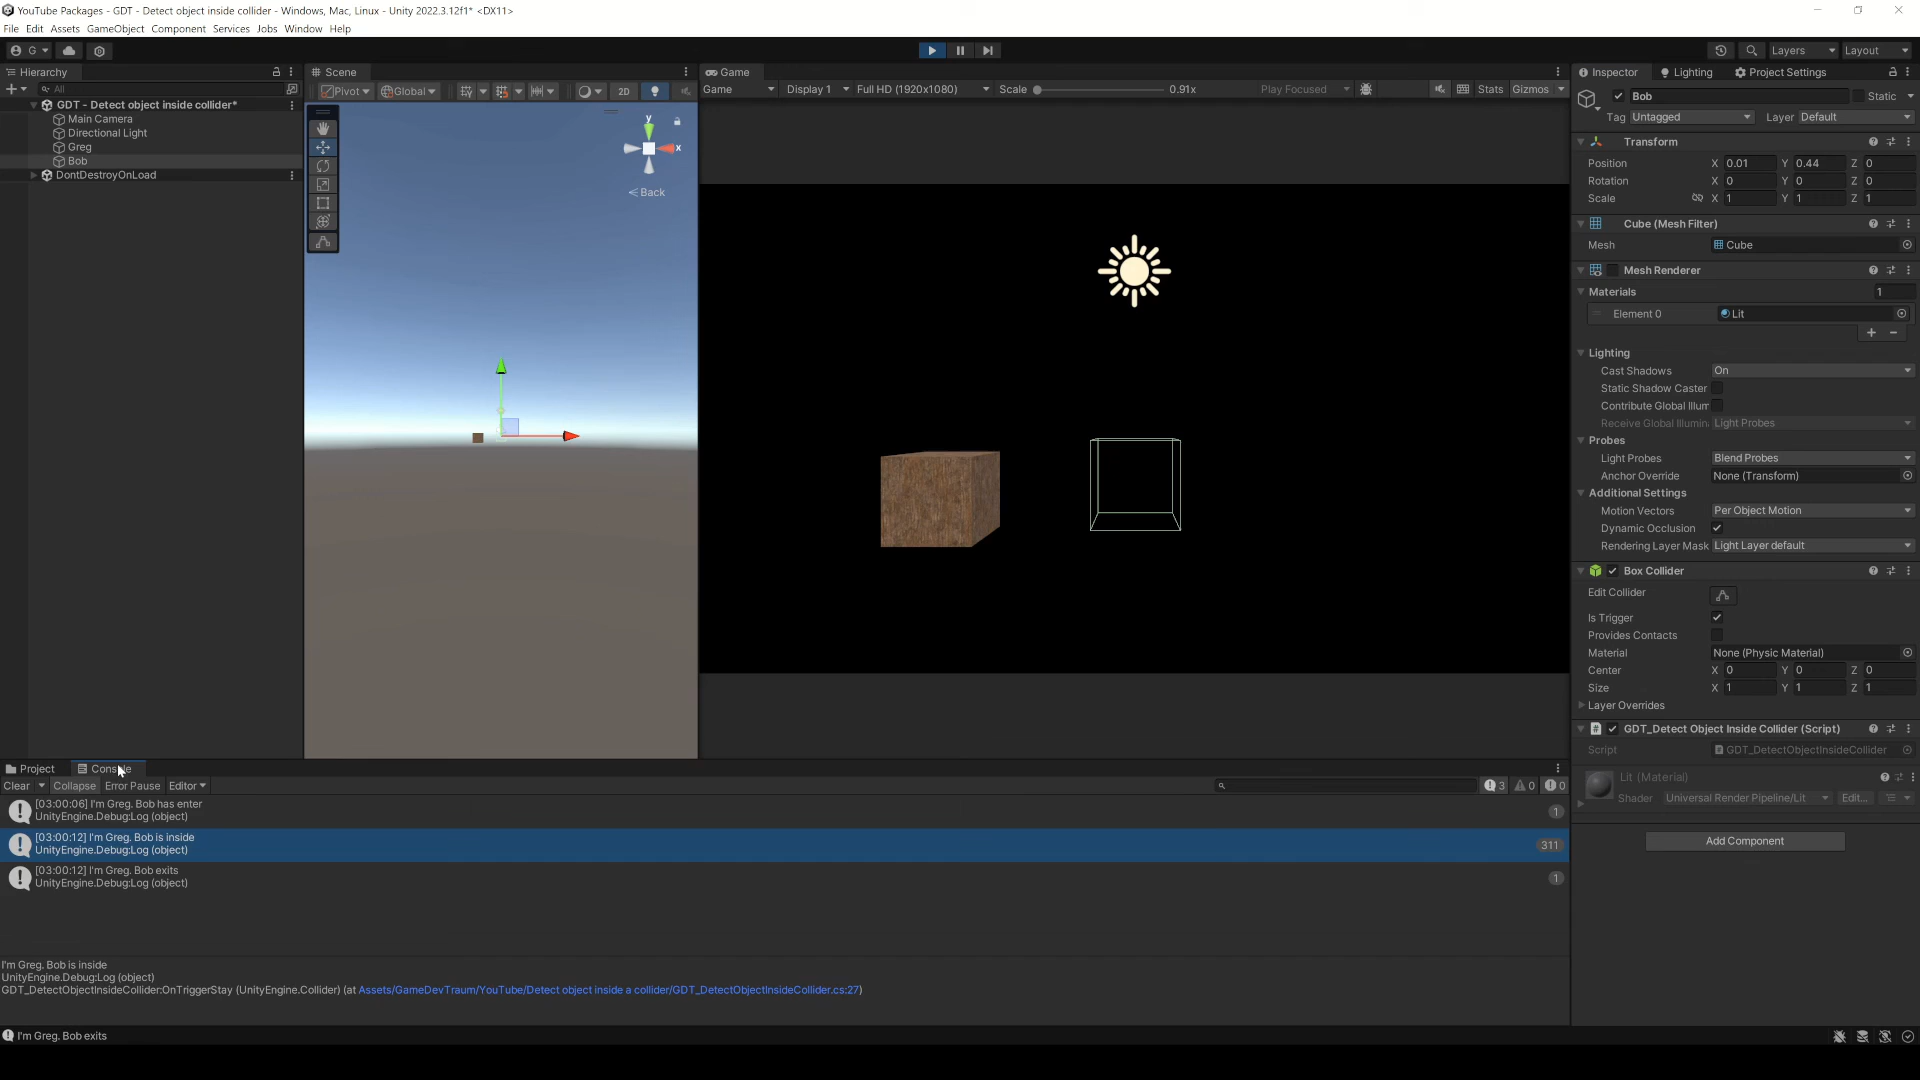 YouTube Packages - GDT - Detect object inside collider - Windows, Mac, Linux - Unity 2022.3.12f1* <DX11>
File Edit Assets GameObject Component Services Jobs Window Help
G Layers Layout
Hierarchy
All
GDT - Detect object inside collider*
Main Camera
Directional Light
Greg
Bob
DontDestroyOnLoad
Scene
Pivot Global 2D
y
x
Back
Game
Game Display 1 Full HD (1920x1080) Scale 0.91x Play Focused Stats Gizmos
Inspector Lighting Project Settings
Bob Static
Tag Untagged Layer Default
Transform
Position X 0.01 Y 0.44 Z 0
Rotation X 0 Y 0 Z 0
Scale X 1 Y 1 Z 1
Cube (Mesh Filter)
Mesh Cube
Mesh Renderer
Materials 1
Element 0 Lit
Lighting
Cast Shadows On
Static Shadow Caster
Contribute Global Illum
Receive Global Illumin Light Probes
Probes
Light Probes Blend Probes
Anchor Override None (Transform)
Additional Settings
Motion Vectors Per Object Motion
Dynamic Occlusion
Rendering Layer Mask Light Layer default
Box Collider
Edit Collider
Is Trigger
Provides Contacts
Material None (Physic Material)
Center X 0 Y 0 Z 0
Size X 1 Y 1 Z 1
Layer Overrides
GDT_Detect Object Inside Collider (Script)
Script GDT_DetectObjectInsideCollider
Lit (Material)
Shader Universal Render Pipeline/Lit Edit...
Add Component
Project Console
Clear Collapse Error Pause Editor 3 0 0
[03:00:06] I'm Greg. Bob has enter
UnityEngine.Debug:Log (object) 1
[03:00:12] I'm Greg. Bob is inside
UnityEngine.Debug:Log (object) 311
[03:00:12] I'm Greg. Bob exits
UnityEngine.Debug:Log (object) 1
I'm Greg. Bob is inside
UnityEngine.Debug:Log (object)
GDT_DetectObjectInsideCollider:OnTriggerStay (UnityEngine.Collider) (at Assets/GameDevTraum/YouTube/Detect object inside a collider/GDT_DetectObjectInsideCollider.cs:27)
I'm Greg. Bob exits